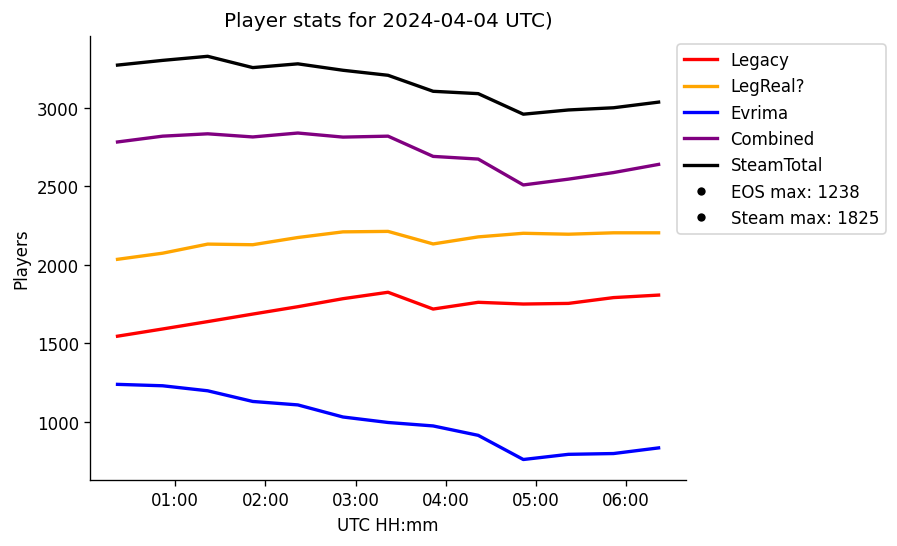 Player stats for 2024-04-04 UTC)
Legacy
LegReal?
Evrima
Combined
SteamTotal
EOS max: 1238
Steam max: 1825
Players
3000
2500
2000
1500
1000
01:00 02:00 03:00 04:00 05:00 06:00
UTC HH:mm